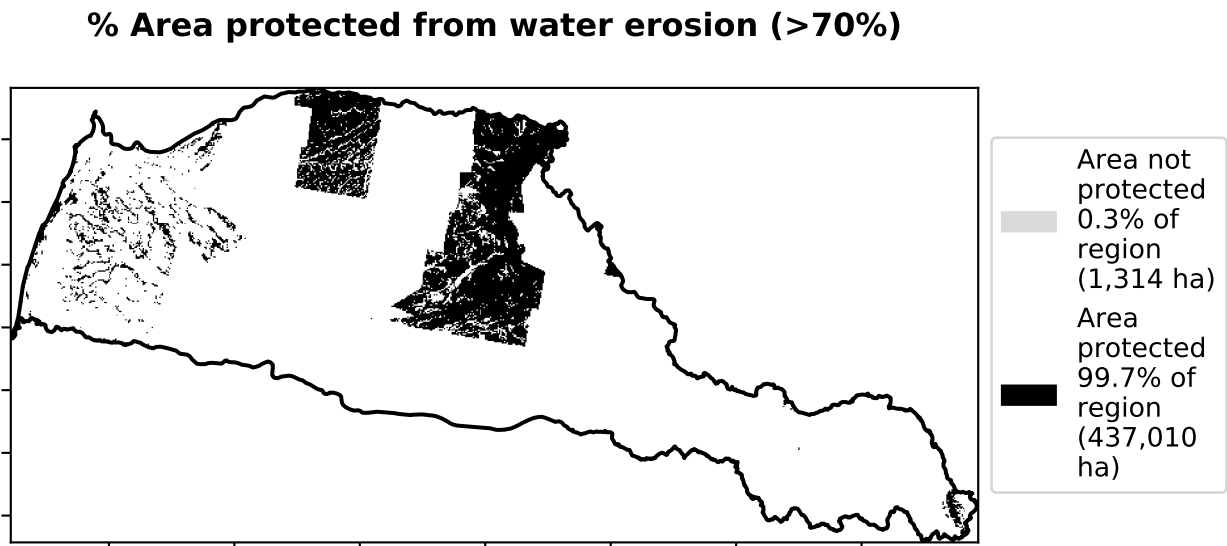 % Area protected from water erosion (>70%)
Area not
protected
0.3% of
region
(1,314 ha)
Area
protected
99.7% of
region
(437,010
ha)